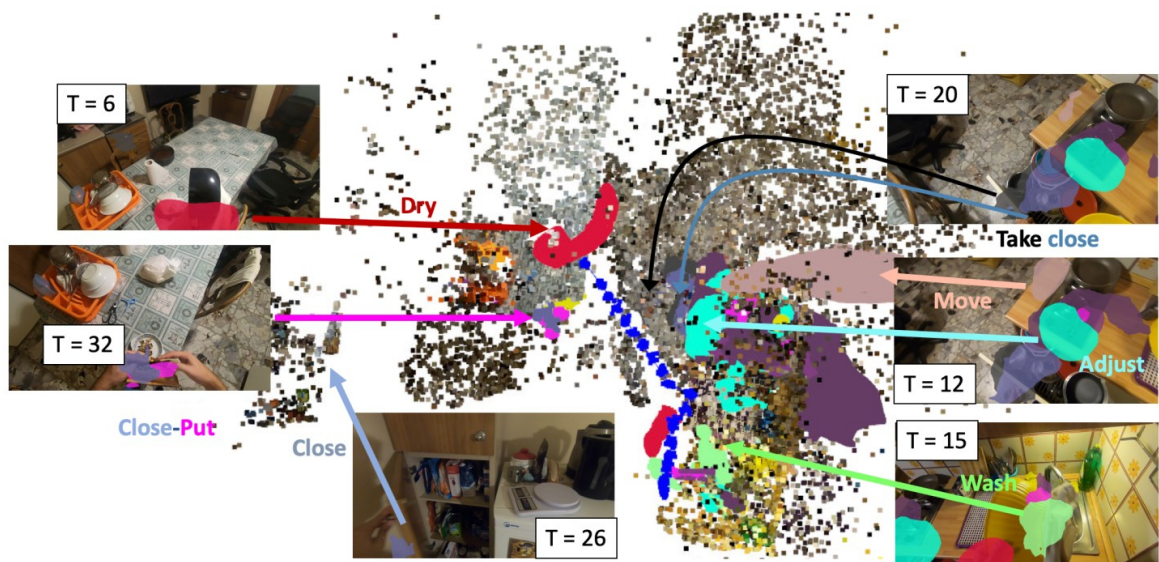 T = 6
T = 20
Dry
Take close
Move
T = 32
Adjust
T = 12
Close-Put
Close
T = 15
Wash
T = 26